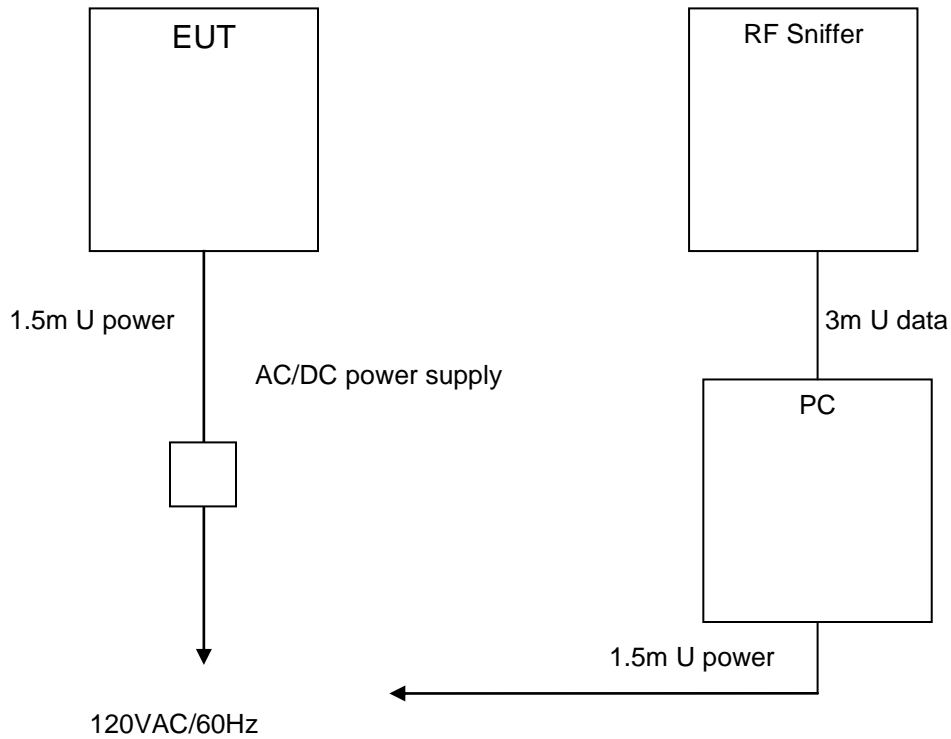 EUT
RF Sniffer
1.5m U power
3m U data
AC/DC power supply
PC
1.5m U power
120VAC/60Hz